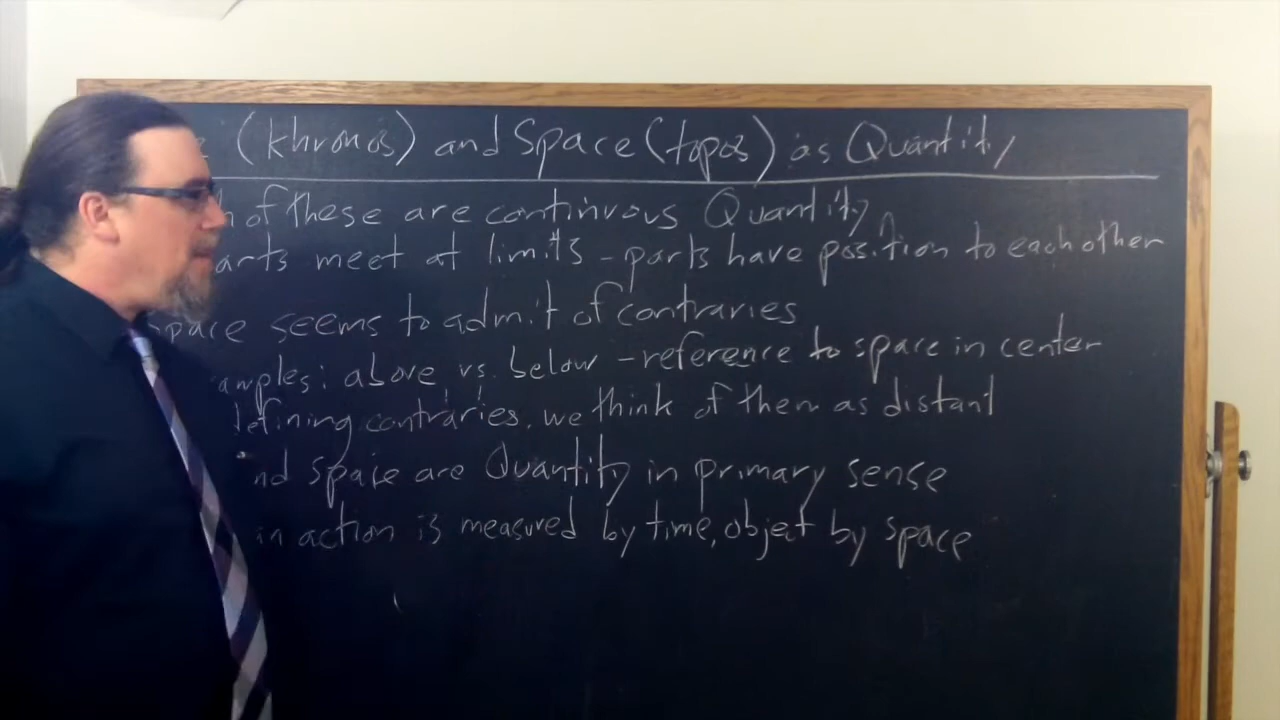 (khronos) and Space (topos) as Quantity
of these are continuous Quantity
arts meet at limits - parts have position to each other
space seems to admit of contraries
amples: above vs. below - reference to space in center
defining contraries, we think of them as distant
nd space are Quantity in primary sense
in action is measured by time, object by space